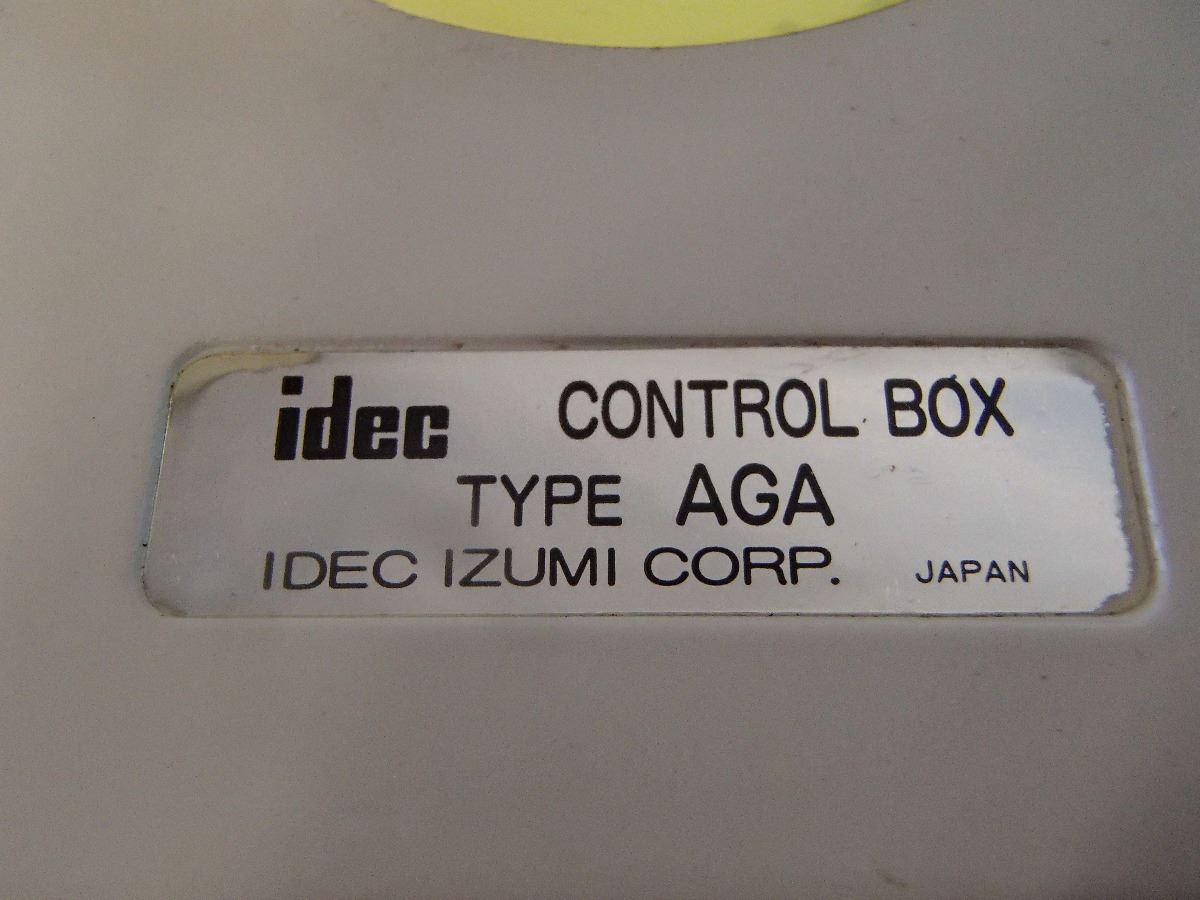 idec CONTROL BOX
TYPE AGA
IDEC IZUMI CORP. JAPAN